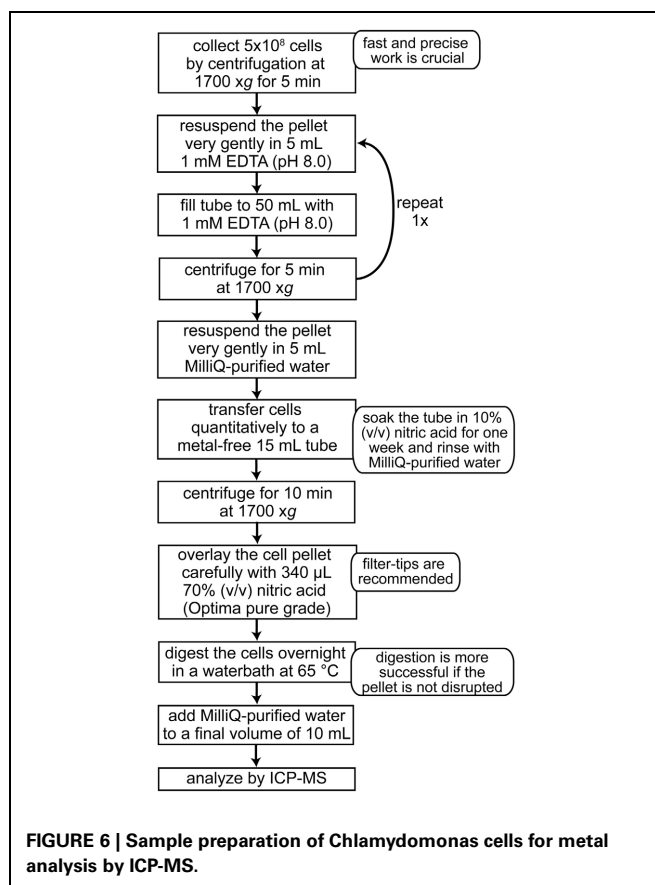 collect 5x10⁸ cells
by centrifugation at
1700 xg for 5 min
fast and precise
work is crucial
resuspend the pellet
very gently in 5 mL
1 mM EDTA (pH 8.0)
fill tube to 50 mL with
1 mM EDTA (pH 8.0)
repeat
1x
centrifuge for 5 min
at 1700 xg
resuspend the pellet
very gently in 5 mL
MilliQ-purified water
transfer cells
quantitatively to a
metal-free 15 mL tube
soak the tube in 10%
(v/v) nitric acid for one
week and rinse with
MilliQ-purified water
centrifuge for 10 min
at 1700 xg
overlay the cell pellet
carefully with 340 µL
70% (v/v) nitric acid
(Optima pure grade)
filter-tips are
recommended
digest the cells overnight
in a waterbath at 65 °C
digestion is more
successful if the
pellet is not disrupted
add MilliQ-purified water
to a final volume of 10 mL
analyze by ICP-MS
FIGURE 6 | Sample preparation of Chlamydomonas cells for metal
analysis by ICP-MS.